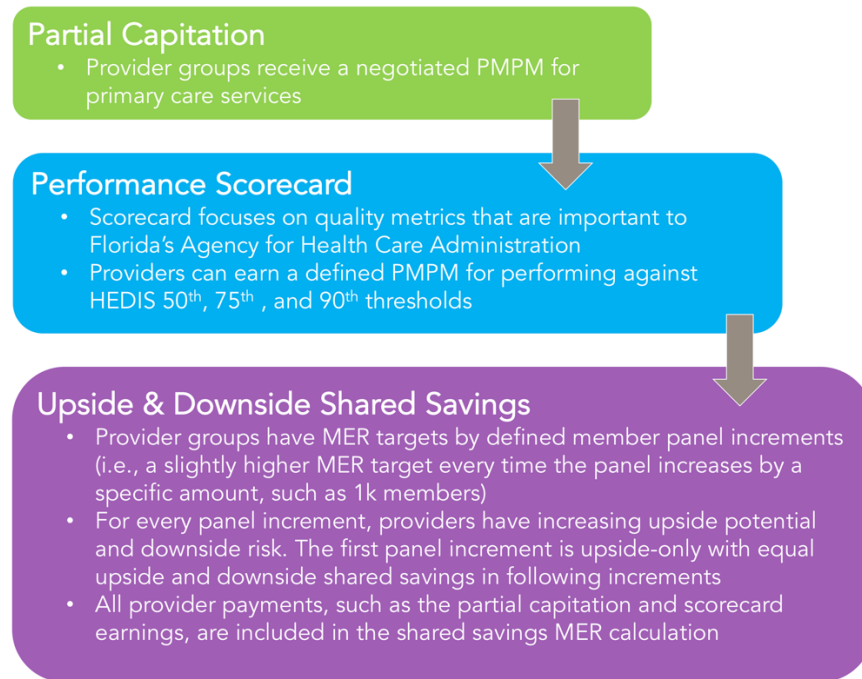 Partial Capitation
• Provider groups receive a negotiated PMPM for
primary care services
Performance Scorecard
• Scorecard focuses on quality metrics that are important to
Florida's Agency for Health Care Administration
• Providers can earn a defined PMPM for performing against
HEDIS 50th, 75th , and 90th thresholds
Upside & Downside Shared Savings
• Provider groups have MER targets by defined member panel increments
(i.e., a slightly higher MER target every time the panel increases by a
specific amount, such as 1k members)
• For every panel increment, providers have increasing upside potential
and downside risk. The first panel increment is upside-only with equal
upside and downside shared savings in following increments
• All provider payments, such as the partial capitation and scorecard
earnings, are included in the shared savings MER calculation